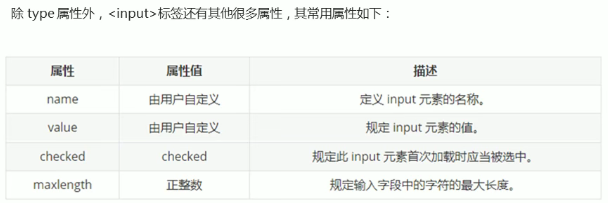 除 type 属性外，<input>标签还有其他很多属性，其常用属性如下：
属性 属性值 描述
name 由用户自定义 定义 input 元素的名称。
value 由用户自定义 规定 input 元素的值。
checked checked 规定此 input 元素首次加载时应当被选中。
maxlength 正整数 规定输入字段中的字符的最大长度。